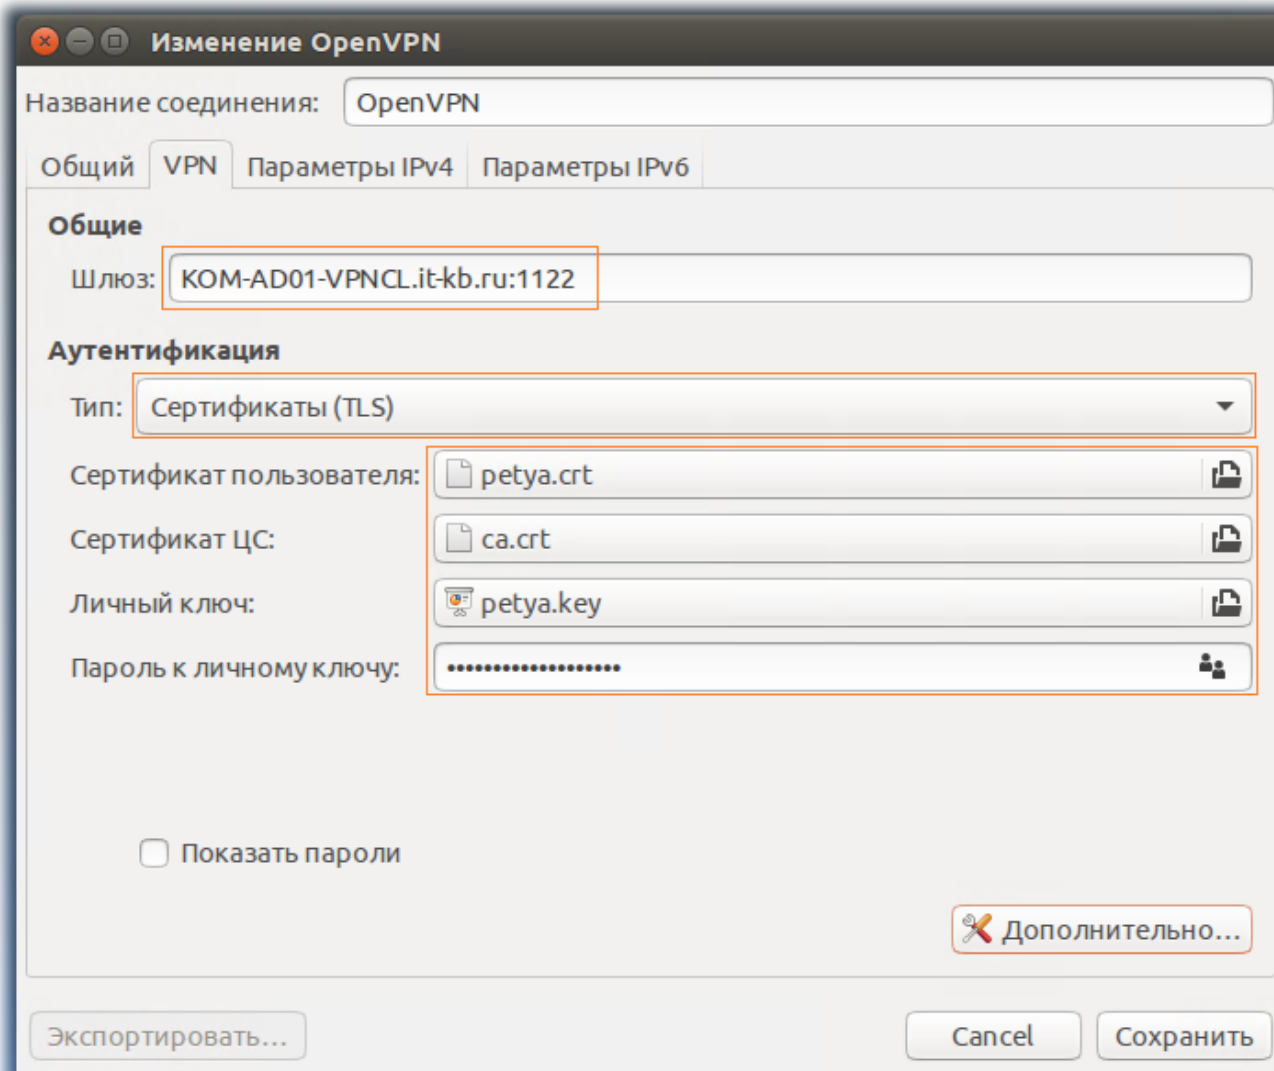 Изменение OpenVPN
Название соединения: OpenVPN
Общий VPN Параметры IPv4 Параметры IPv6
Общие
Шлюз: KOM-AD01-VPNCL.it-kb.ru:1122
Аутентификация
Тип: Сертификаты (TLS)
Сертификат пользователя: petya.crt
Сертификат ЦС: ca.crt
Личный ключ: petya.key
Пароль к личному ключу: •••••••••••••••••••
Показать пароли
Дополнительно...
Экспортировать... Cancel Сохранить